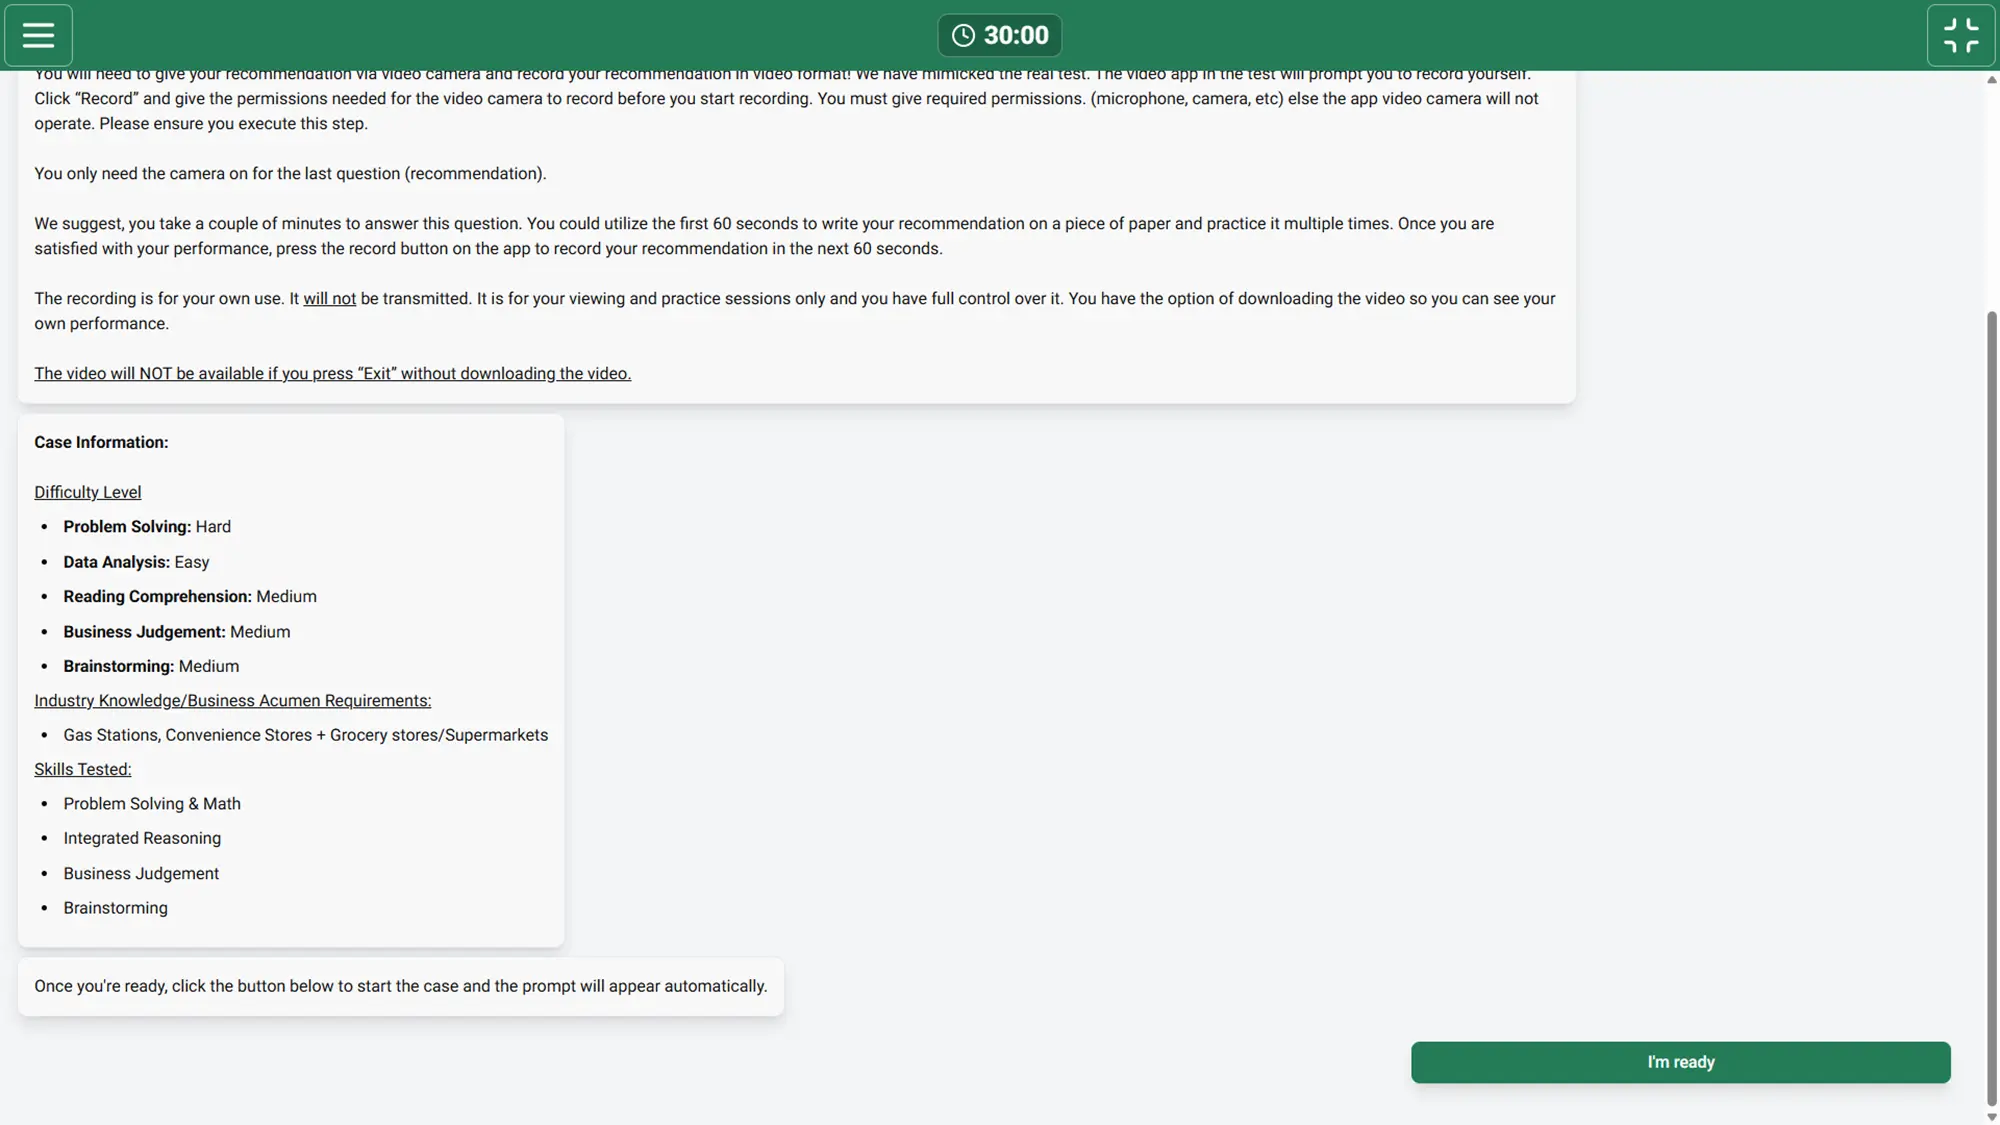 30:00
You will need to give your recommendation via video camera and record your recommendation in video format! We have mimicked the real test. The video app in the test will prompt you to record yourself.
Click “Record” and give the permissions needed for the video camera to record before you start recording. You must give required permissions. (microphone, camera, etc) else the app video camera will not
operate. Please ensure you execute this step.
You only need the camera on for the last question (recommendation).
We suggest, you take a couple of minutes to answer this question. You could utilize the first 60 seconds to write your recommendation on a piece of paper and practice it multiple times. Once you are
satisfied with your performance, press the record button on the app to record your recommendation in the next 60 seconds.
The recording is for your own use. It will not be transmitted. It is for your viewing and practice sessions only and you have full control over it. You have the option of downloading the video so you can see your
own performance.
The video will NOT be available if you press “Exit” without downloading the video.
Case Information:
Difficulty Level
• Problem Solving: Hard
• Data Analysis: Easy
• Reading Comprehension: Medium
• Business Judgement: Medium
• Brainstorming: Medium
Industry Knowledge/Business Acumen Requirements:
• Gas Stations, Convenience Stores + Grocery stores/Supermarkets
Skills Tested:
• Problem Solving & Math
• Integrated Reasoning
• Business Judgement
• Brainstorming
Once you're ready, click the button below to start the case and the prompt will appear automatically.
I'm ready